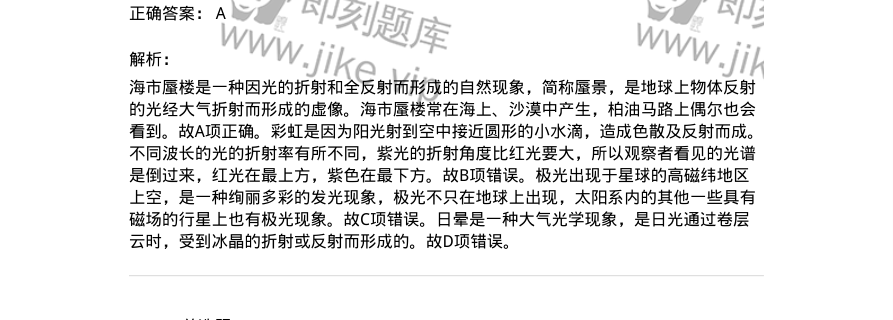 正确答案： A
即刻题库
www.jike.vip
www.ji
解析：
海市蜃楼是一种因光的折射和全反射而形成的自然现象，简称蜃景，是地球上物体反射
的光经大气折射而形成的虚像。海市蜃楼常在海上、沙漠中产生，柏油马路上偶尔也会
看到。故A项正确。彩虹是因为阳光射到空中接近圆形的小水滴，造成色散及反射而成。
不同波长的光的折射率有所不同，紫光的折射角度比红光要大，所以观察者看见的光谱
是倒过来，红光在最上方，紫色在最下方。故B项错误。极光出现于星球的高磁纬地区
上空，是一种绚丽多彩的发光现象，极光不只在地球上出现，太阳系内的其他一些具有
磁场的行星上也有极光现象。故C项错误。日晕是一种大气光学现象，是日光通过卷层
云时，受到冰晶的折射或反射而形成的。故D项错误。